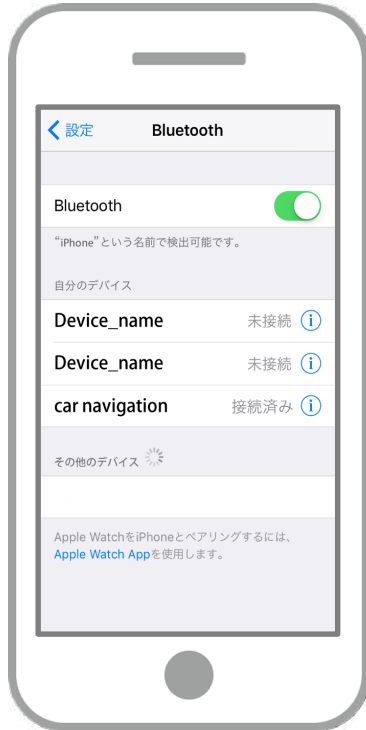 設定 Bluetooth
Bluetooth
“iPhone”という名前で検出可能です。
自分のデバイス
Device_name 未接続
Device_name 未接続
car navigation 接続済み
その他のデバイス
Apple WatchをiPhoneとペアリングするには、
Apple Watch Appを使用します。